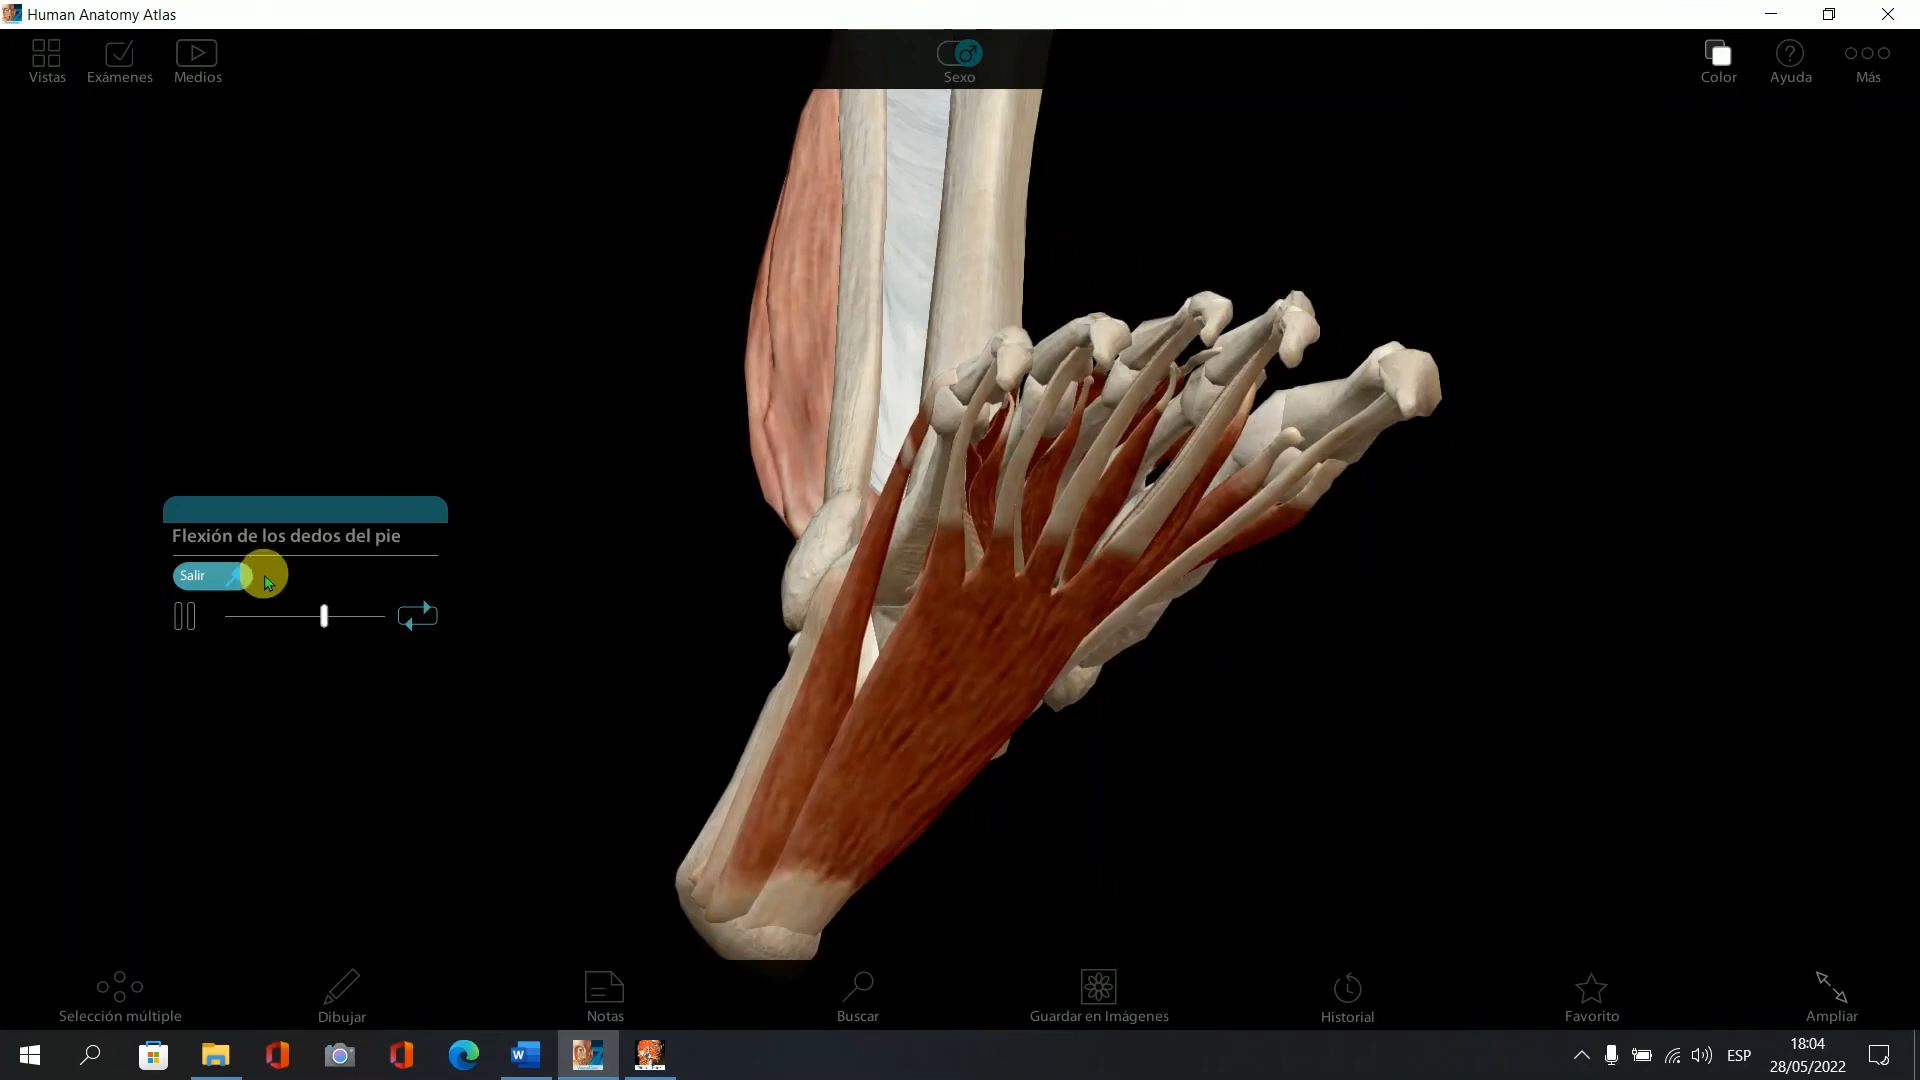 Human Anatomy Atlas
Vistas
Exámenes
Medios
Sexo
Color
Ayuda
Más
Flexión de los dedos del pie
Salir
Selección múltiple
Dibujar
Notas
Buscar
Guardar en Imágenes
Historial
Favorito
Ampliar
ESP
18:04
28/05/2022